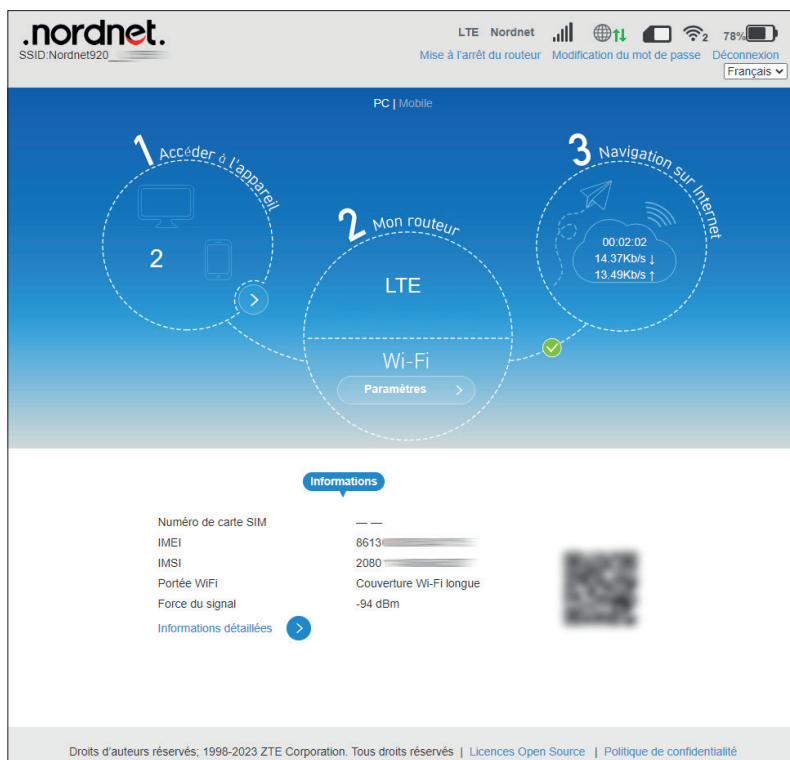 .nordnet.
SSID:Nordnet920
LTE Nordnet 2 78%
Mise à l'arrêt du routeur Modification du mot de passe Déconnexion
Français
PC | Mobile
1 Accéder à l'appareil
2
2 Mon routeur
LTE
Wi-Fi
Paramètres
3 Navigation sur Internet
00:02:02
14.37Kb/s ↓
13.49Kb/s ↑
Informations
Numéro de carte SIM — —
IMEI 8613
IMSI 2080
Portée WiFi Couverture Wi-Fi longue
Force du signal -94 dBm
Informations détaillées
Droits d'auteurs réservés; 1998-2023 ZTE Corporation. Tous droits réservés | Licences Open Source | Politique de confidentialité